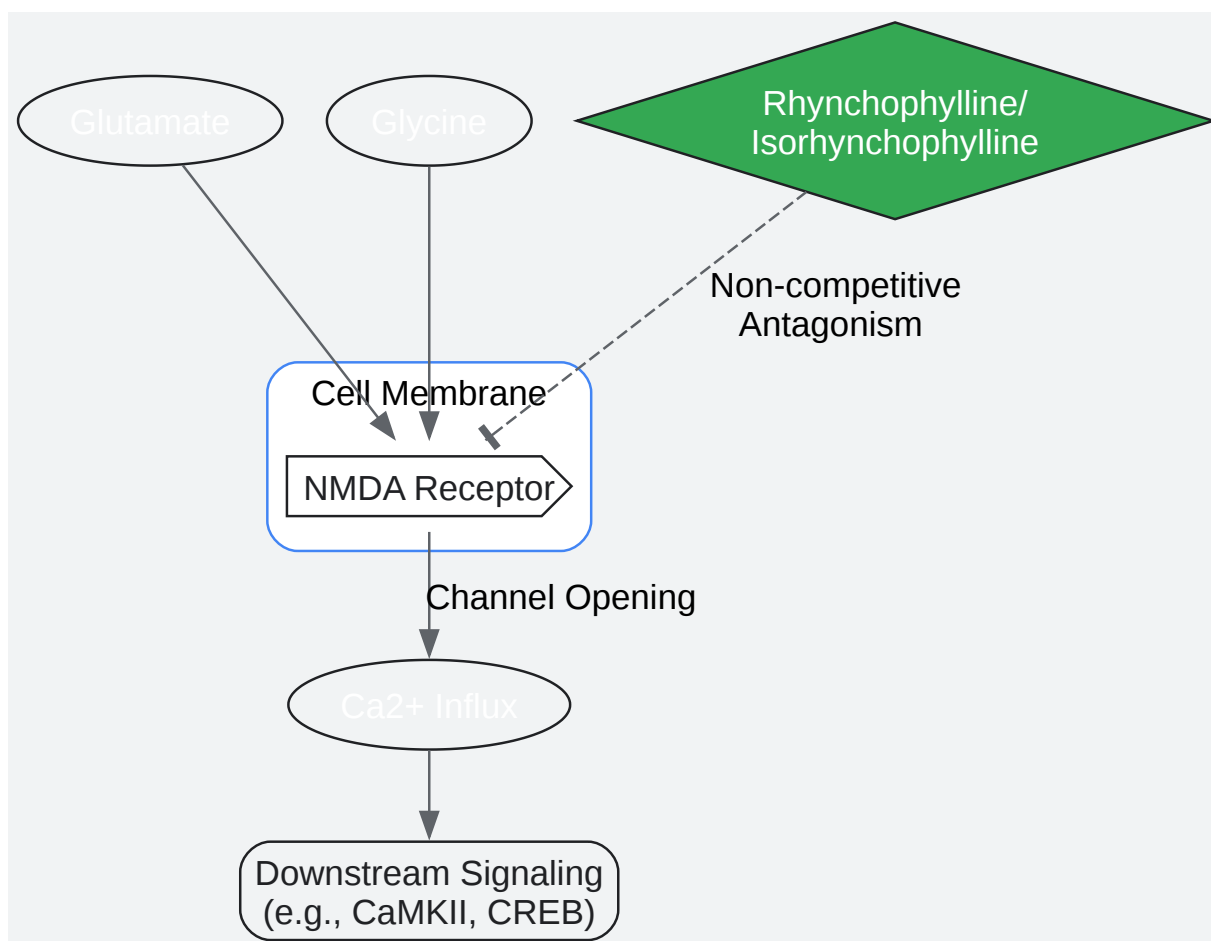 Glutamate
Glycine
Rhynchophylline/
Isorhynchophylline
Non-competitive
Antagonism
Cell Membrane
NMDA Receptor
Channel Opening
Ca2+ Influx
Downstream Signaling
(e.g., CaMKII, CREB)